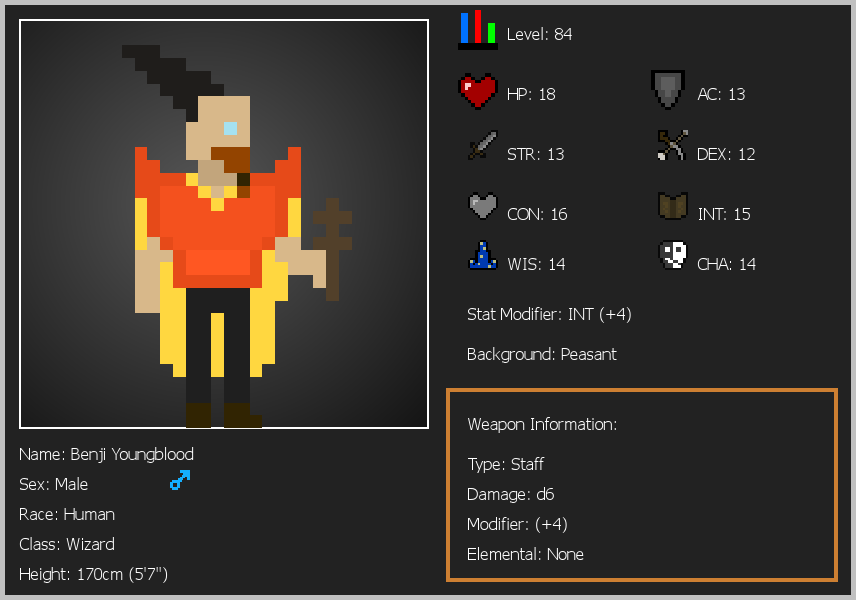 Level: 84
HP: 18
AC: 13
STR: 13
DEX: 12
CON: 16
INT: 15
WIS: 14
CHA: 14
Stat Modifier: INT (+4)
Background: Peasant
Weapon Information:
Type: Staff
Damage: d6
Modifier: (+4)
Elemental: None
Name: Benji Youngblood
Sex: Male
Race: Human
Class: Wizard
Height: 170cm (5'7")